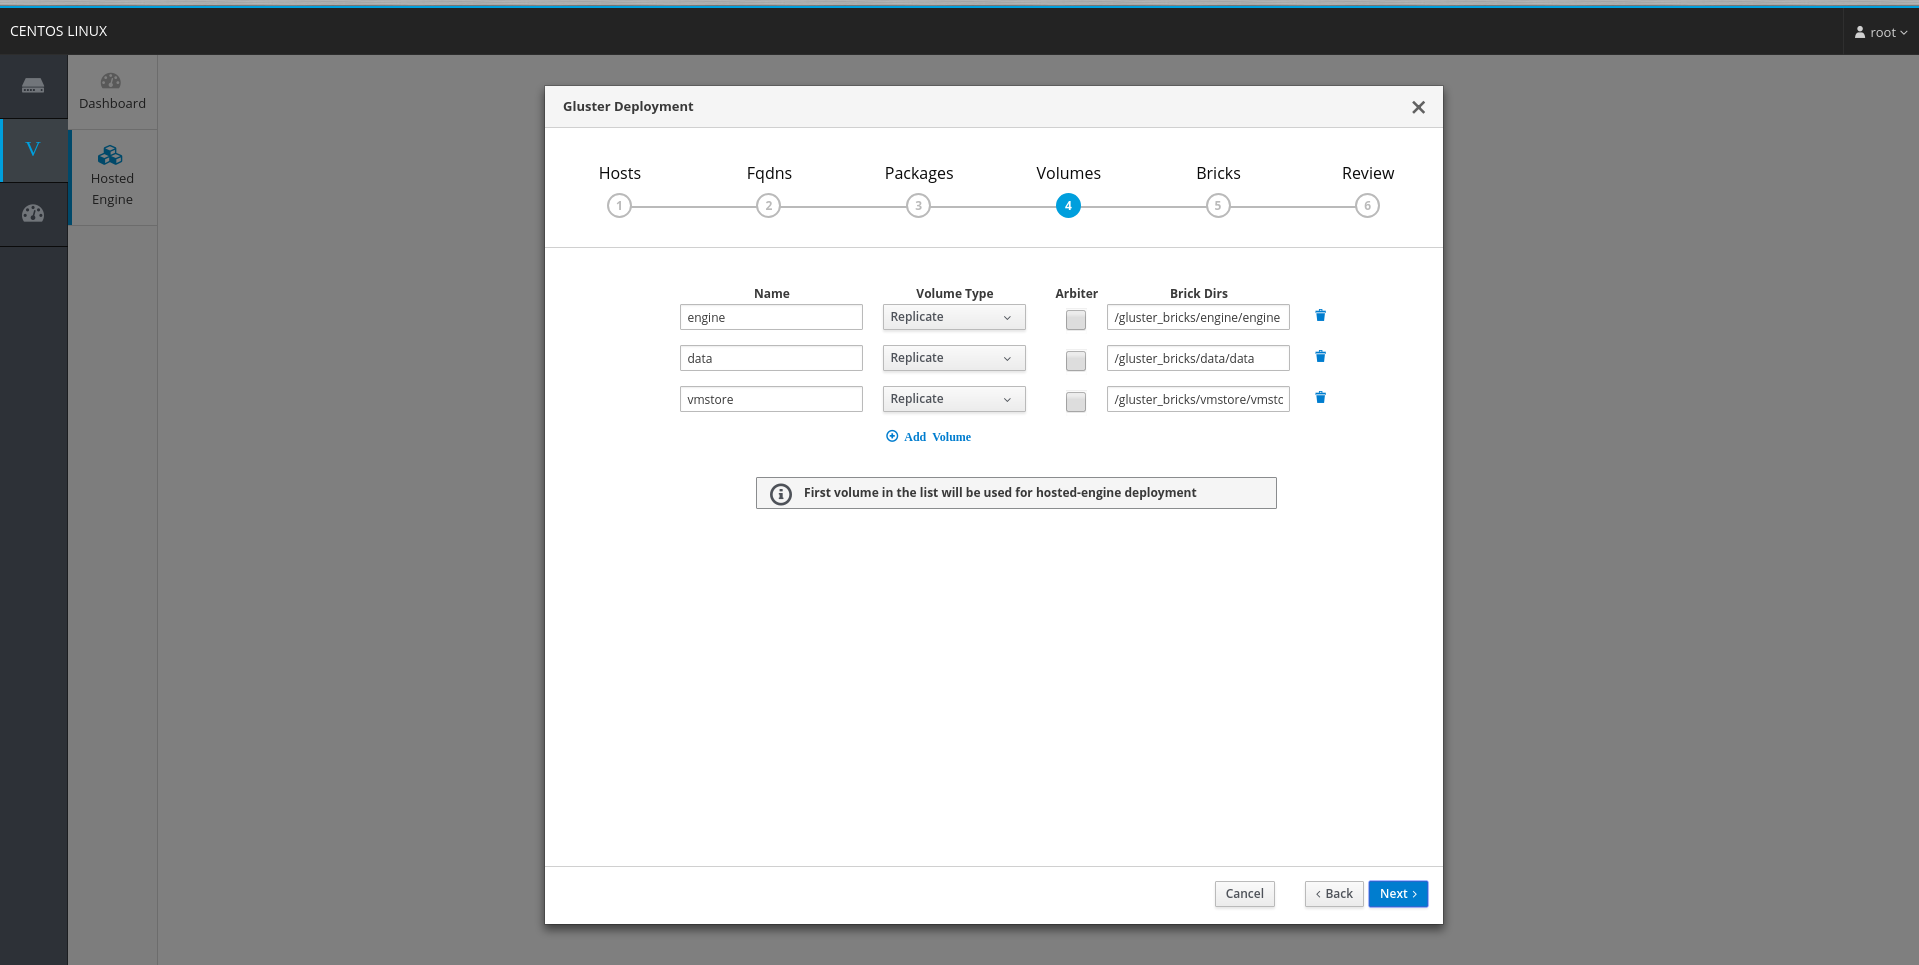 CENTOS LINUX
root
Dashboard
V
Hosted
Engine
Gluster Deployment
Hosts Fqdns Packages Volumes Bricks Review
1 2 3 4 5 6
Name Volume Type Arbiter Brick Dirs
engine Replicate /gluster_bricks/engine/engine
data Replicate /gluster_bricks/data/data
vmstore Replicate /gluster_bricks/vmstore/vmstc
Add Volume
First volume in the list will be used for hosted-engine deployment
Cancel Back Next